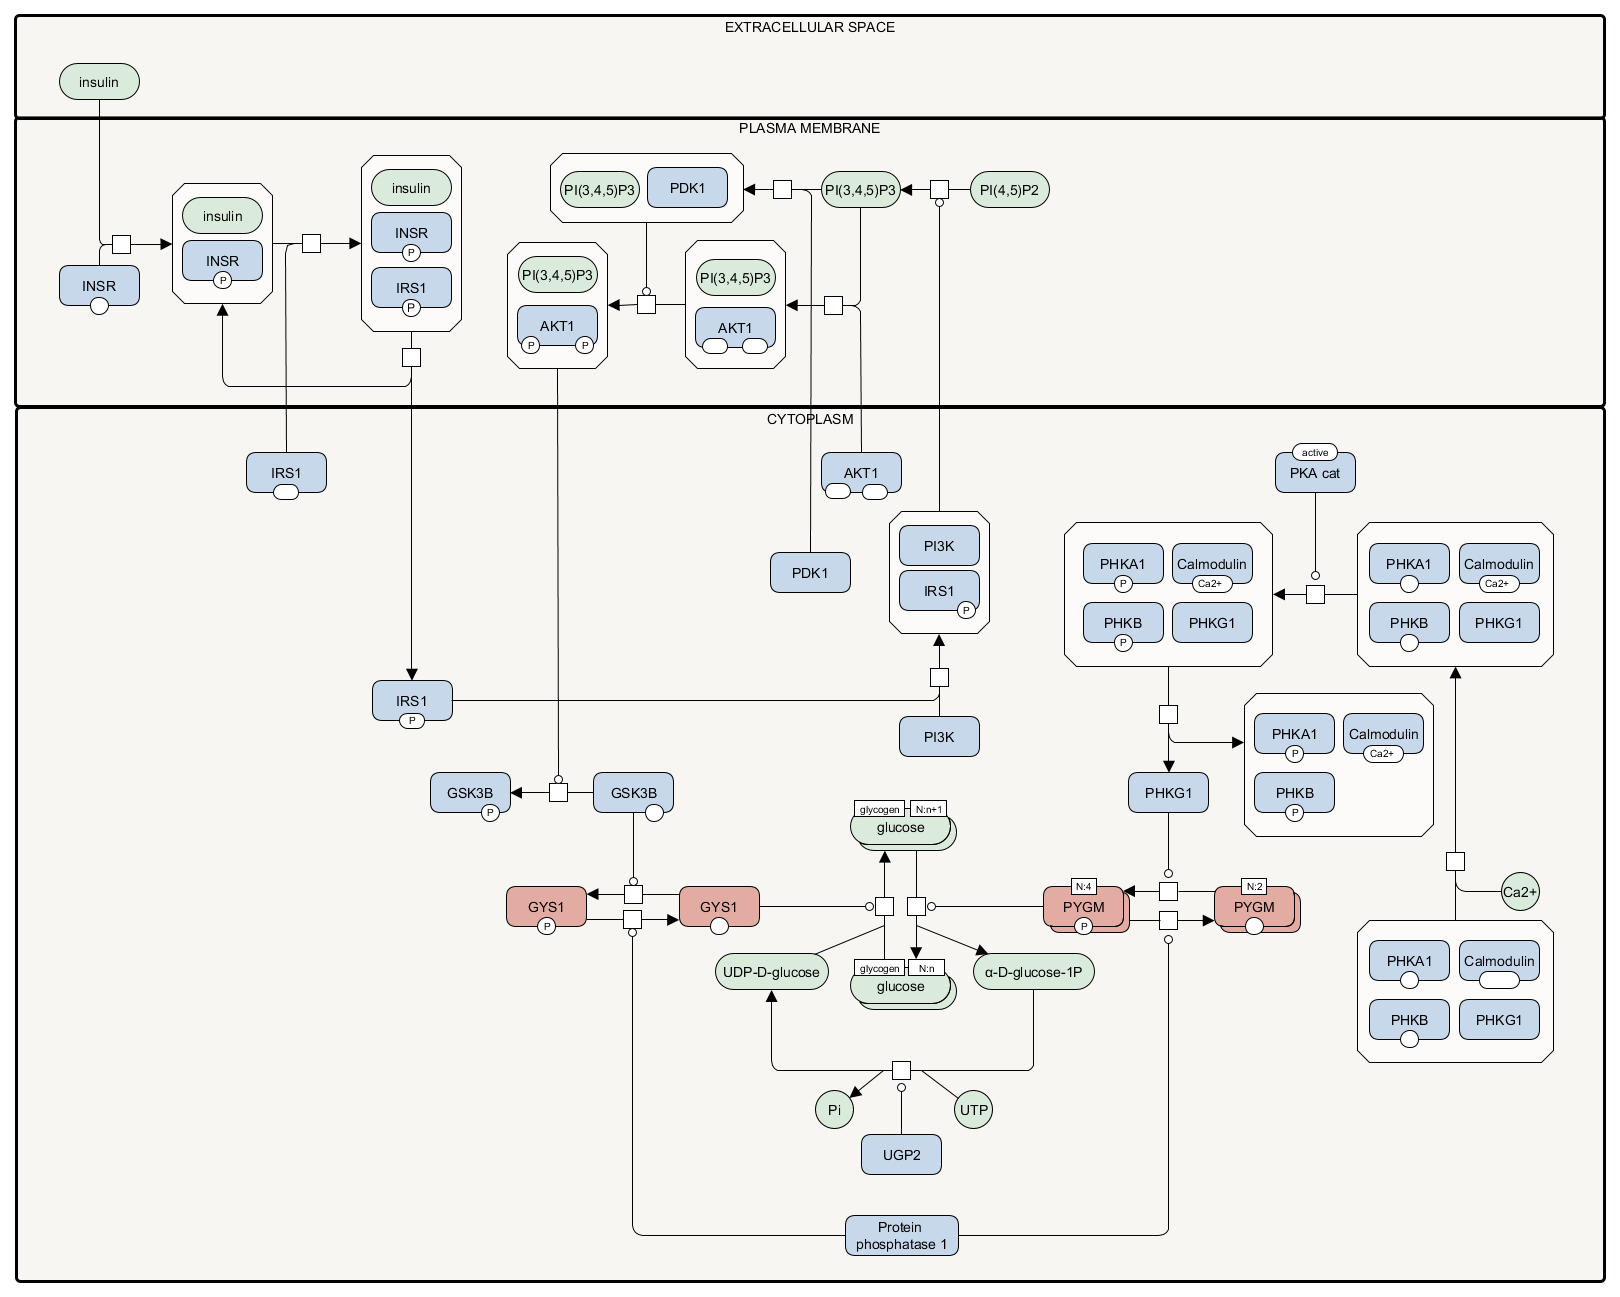 EXTRACELLULAR SPACE
insulin
PLASMA MEMBRANE
insulin
INSR
P
INSR
insulin
INSR
P
IRS1
P
PI(3,4,5)P3
PDK1
PI(3,4,5)P3
PI(4,5)P2
PI(3,4,5)P3
AKT1
P
P
PI(3,4,5)P3
AKT1
CYTOPLASM
IRS1
AKT1
PDK1
PI3K
IRS1
P
IRS1
P
PI3K
active
PKA cat
PHKA1
P
Calmodulin
Ca2+
PHKB
P
PHKG1
PHKA1
Calmodulin
Ca2+
PHKB
PHKG1
PHKA1
P
Calmodulin
Ca2+
PHKB
P
PHKG1
GSK3B
P
GSK3B
glycogen
N:n+1
glucose
GYS1
P
GYS1
N:4
PYGM
P
N:2
PYGM
Ca2+
UDP-D-glucose
glycogen
N:n
glucose
α-D-glucose-1P
PHKA1
Calmodulin
PHKB
PHKG1
Pi
UTP
UGP2
Protein
phosphatase 1